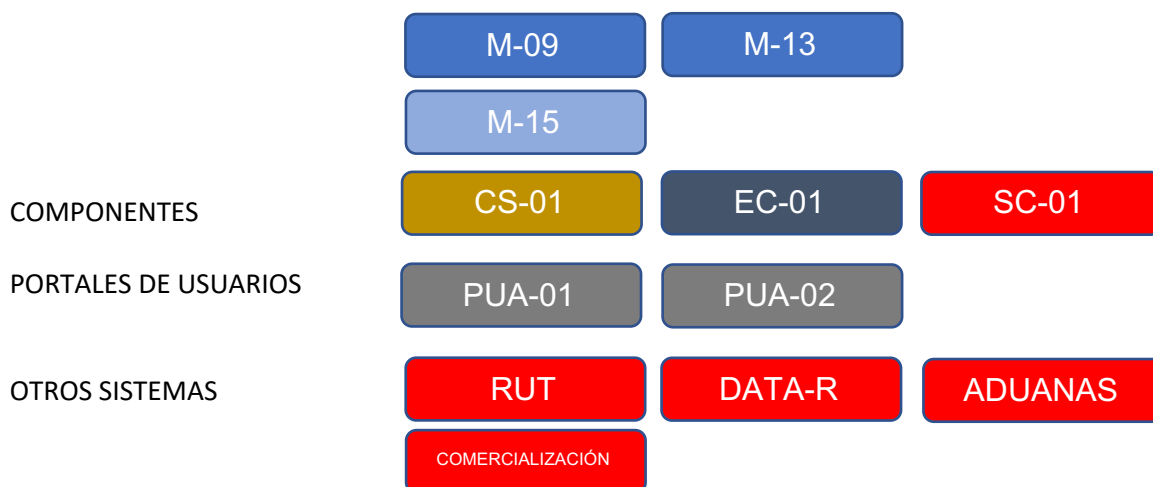 M-09 M-13
M-15
COMPONENTES CS-01 EC-01 SC-01
PORTALES DE USUARIOS PUA-01 PUA-02
OTROS SISTEMAS RUT DATA-R ADUANAS
COMERCIALIZACIÓN